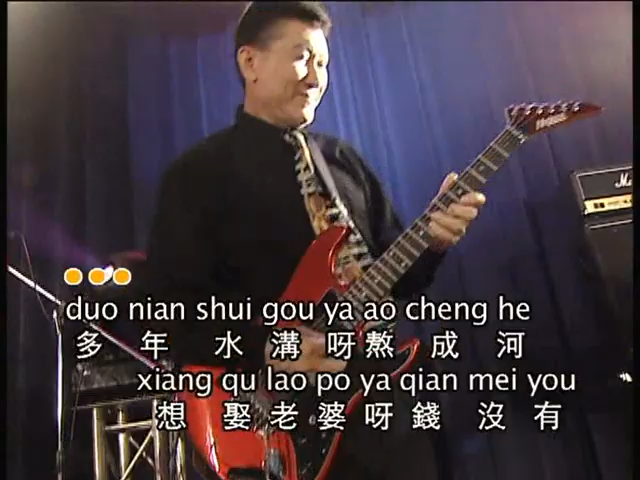 duo nian shui gou ya ao cheng he
多年 水溝呀熬 成 河
xiang qu lao po ya qian mei you
想 娶老婆呀錢 沒有